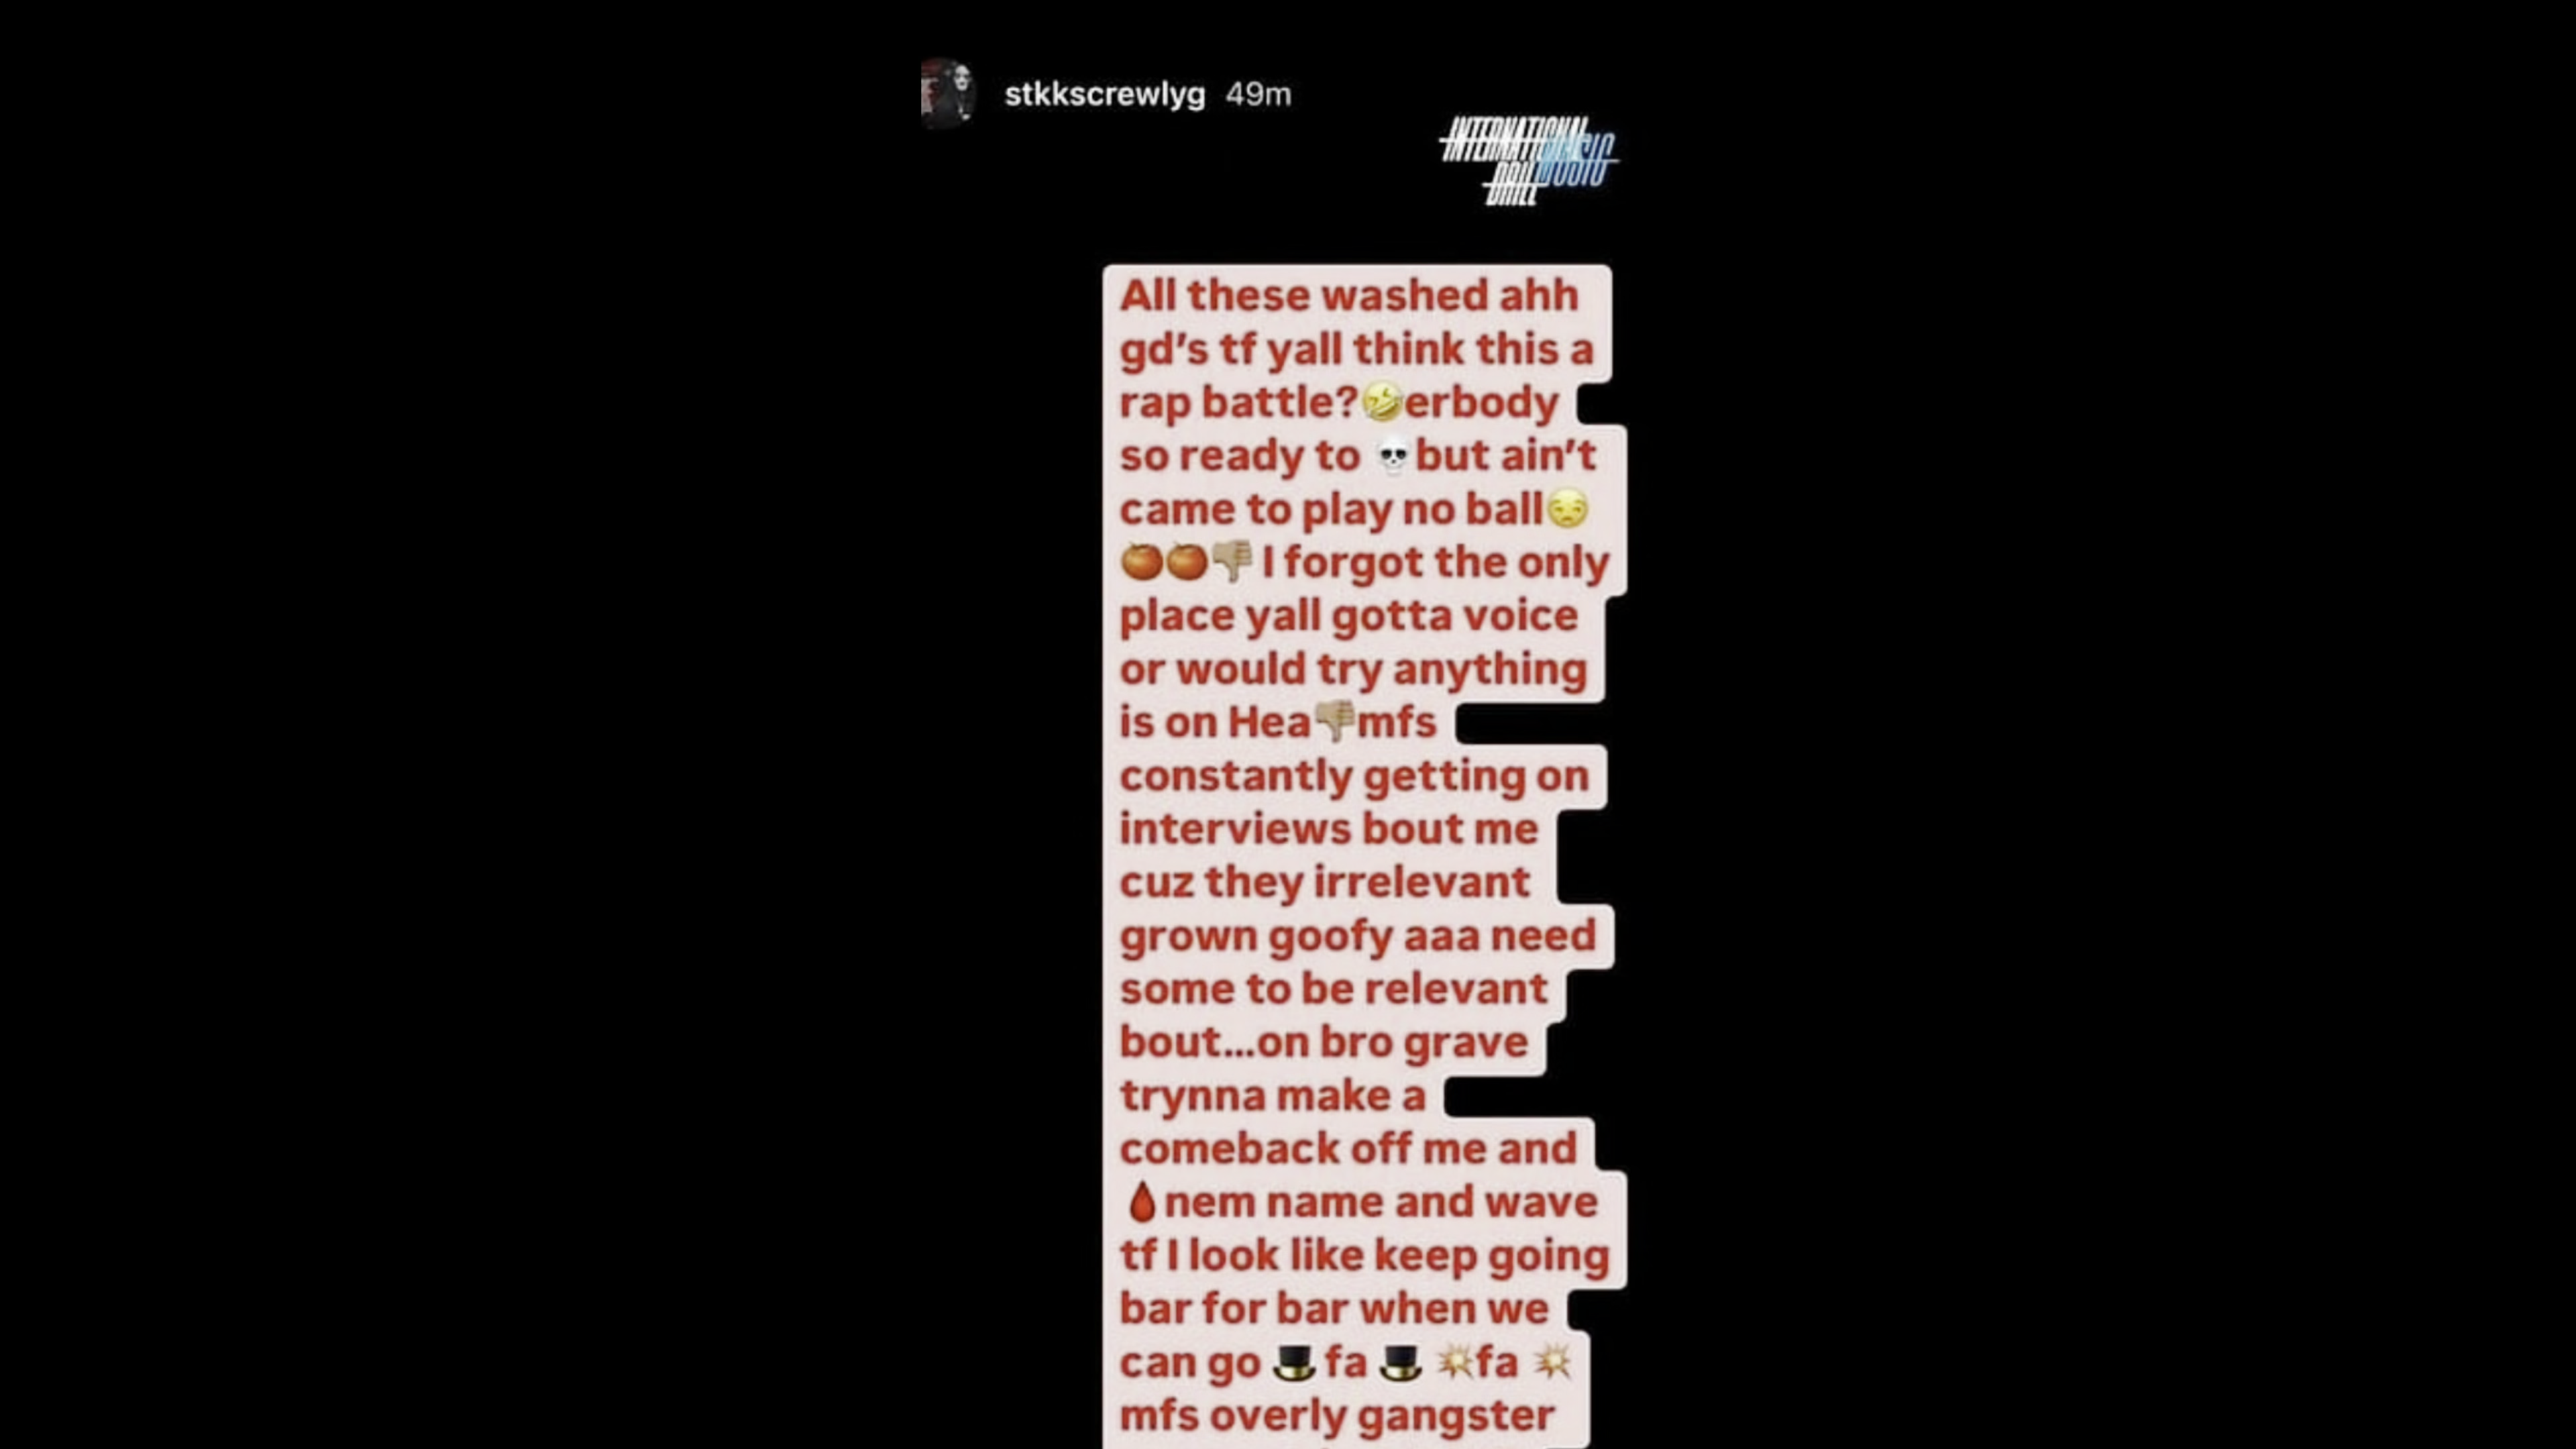 stkkscrewlyg 49m
INTERNATIONAL
MUSIC
DRILL
All these washed ahh
gd's tf yall think this a
rap battle?🤣erbody
so ready to 💀but ain't
came to play no ball😒
🍅🍅👎🏼I forgot the only
place yall gotta voice
or would try anything
is on Hea👎🏼mfs
constantly getting on
interviews bout me
cuz they irrelevant
grown goofy aaa need
some to be relevant
bout...on bro grave
trynna make a
comeback off me and
🩸nem name and wave
tf I look like keep going
bar for bar when we
can go 🎩 fa 🎩 💥fa 💥
mfs overly gangster